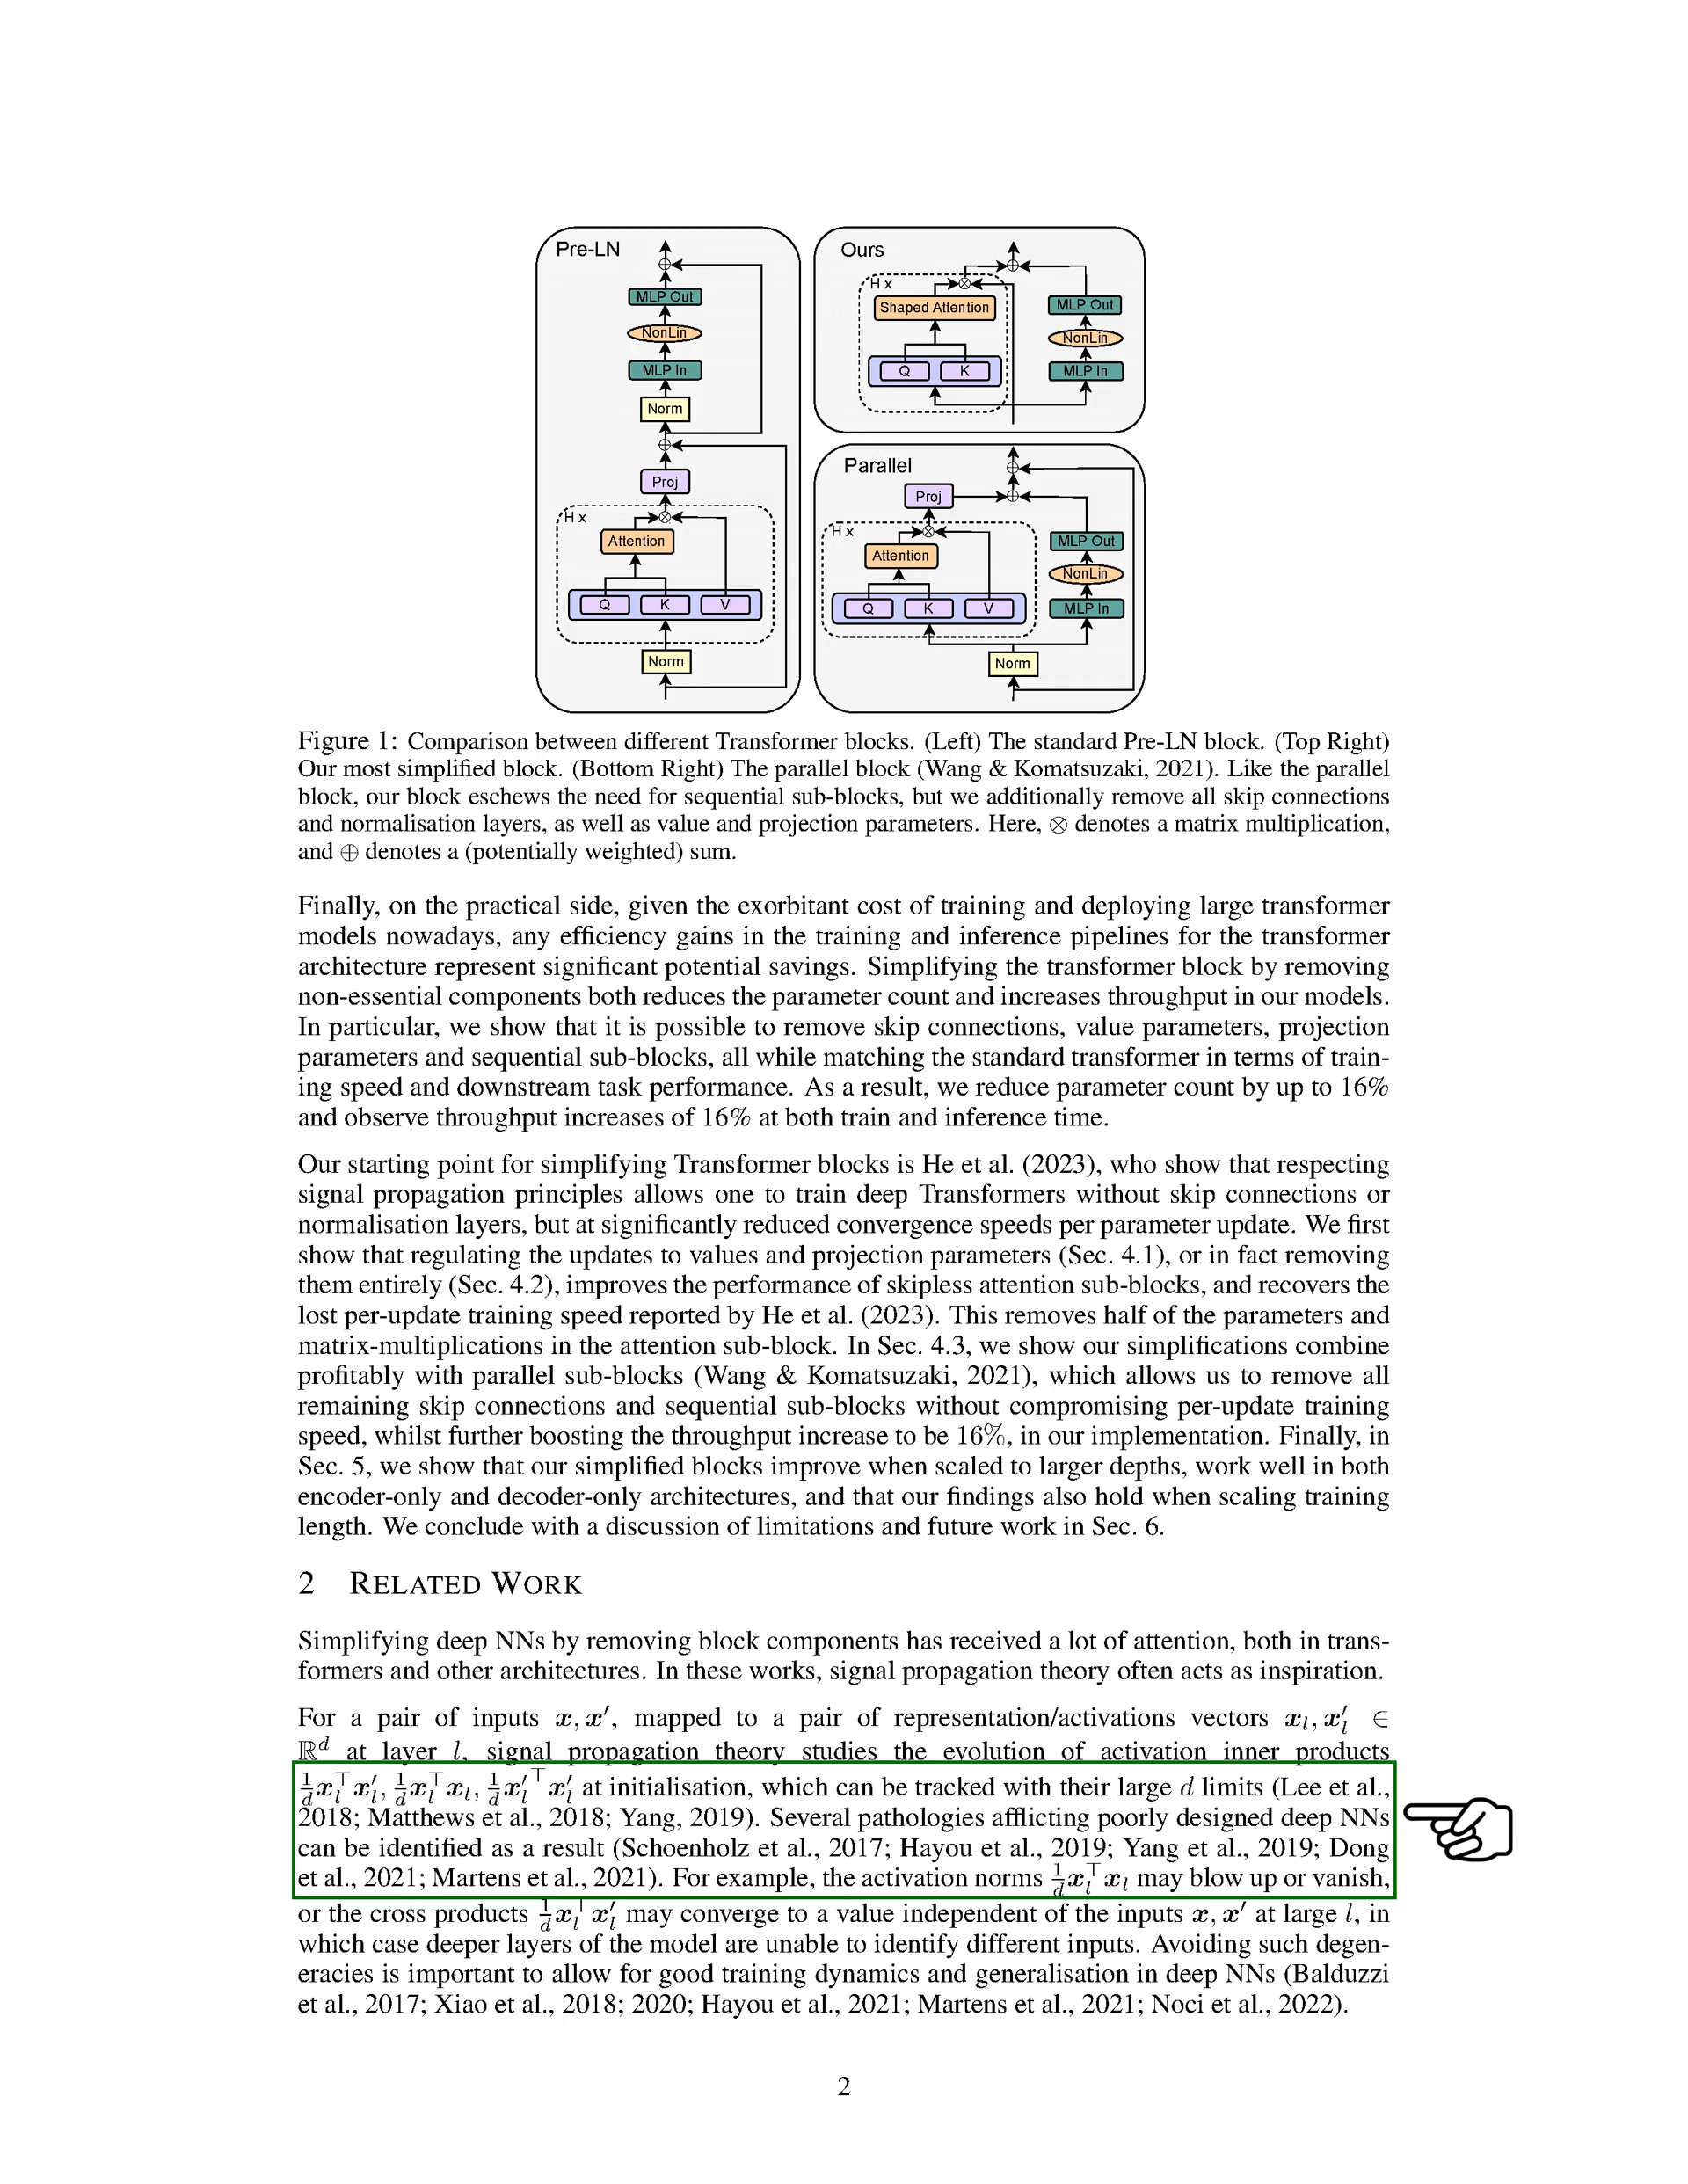 Pre-LN
MLP Out
NonLin
MLP In
Norm
Proj
H x
Attention
Q K V
Norm
Ours
H x
Shaped Attention
Q K
MLP Out
NonLin
MLP In
Parallel
Proj
H x
Attention
Q K V
MLP Out
NonLin
MLP In
Norm
Figure 1: Comparison between different Transformer blocks. (Left) The standard Pre-LN block. (Top Right)
Our most simplified block. (Bottom Right) The parallel block (Wang & Komatsuzaki, 2021). Like the parallel
block, our block eschews the need for sequential sub-blocks, but we additionally remove all skip connections
and normalisation layers, as well as value and projection parameters. Here, ⊗ denotes a matrix multiplication,
and ⊕ denotes a (potentially weighted) sum.
Finally, on the practical side, given the exorbitant cost of training and deploying large transformer
models nowadays, any efficiency gains in the training and inference pipelines for the transformer
architecture represent significant potential savings. Simplifying the transformer block by removing
non-essential components both reduces the parameter count and increases throughput in our models.
In particular, we show that it is possible to remove skip connections, value parameters, projection
parameters and sequential sub-blocks, all while matching the standard transformer in terms of train-
ing speed and downstream task performance. As a result, we reduce parameter count by up to 16%
and observe throughput increases of 16% at both train and inference time.
Our starting point for simplifying Transformer blocks is He et al. (2023), who show that respecting
signal propagation principles allows one to train deep Transformers without skip connections or
normalisation layers, but at significantly reduced convergence speeds per parameter update. We first
show that regulating the updates to values and projection parameters (Sec. 4.1), or in fact removing
them entirely (Sec. 4.2), improves the performance of skipless attention sub-blocks, and recovers the
lost per-update training speed reported by He et al. (2023). This removes half of the parameters and
matrix-multiplications in the attention sub-block. In Sec. 4.3, we show our simplifications combine
profitably with parallel sub-blocks (Wang & Komatsuzaki, 2021), which allows us to remove all
remaining skip connections and sequential sub-blocks without compromising per-update training
speed, whilst further boosting the throughput increase to be 16%, in our implementation. Finally, in
Sec. 5, we show that our simplified blocks improve when scaled to larger depths, work well in both
encoder-only and decoder-only architectures, and that our findings also hold when scaling training
length. We conclude with a discussion of limitations and future work in Sec. 6.
2 RELATED WORK
Simplifying deep NNs by removing block components has received a lot of attention, both in trans-
formers and other architectures. In these works, signal propagation theory often acts as inspiration.
For a pair of inputs x, x′, mapped to a pair of representation/activations vectors xₗ, x′ₗ ∈
ℝᵈ at layer l, signal propagation theory studies the evolution of activation inner products
1/d xₗ⊤x′ₗ, 1/d xₗ⊤xₗ, 1/d x′ₗ⊤x′ₗ at initialisation, which can be tracked with their large d limits (Lee et al.,
2018; Matthews et al., 2018; Yang, 2019). Several pathologies afflicting poorly designed deep NNs
can be identified as a result (Schoenholz et al., 2017; Hayou et al., 2019; Yang et al., 2019; Dong
et al., 2021; Martens et al., 2021). For example, the activation norms 1/d xₗ⊤xₗ may blow up or vanish,
or the cross products 1/d xₗ⊤x′ₗ may converge to a value independent of the inputs x, x′ at large l, in
which case deeper layers of the model are unable to identify different inputs. Avoiding such degen-
eracies is important to allow for good training dynamics and generalisation in deep NNs (Balduzzi
et al., 2017; Xiao et al., 2018; 2020; Hayou et al., 2021; Martens et al., 2021; Noci et al., 2022).
2